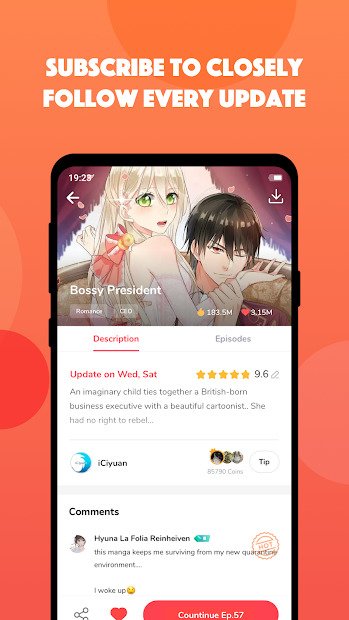 SUBSCRIBE TO CLOSELY
FOLLOW EVERY UPDATE
19:23
Bossy President
Romance CEO 183,5M 3,15M
Description Episodes
Update on Wed, Sat 9.6
An imaginary child ties together a British-born
business executive with a beautiful cartoonist.. She
had no right to rebel...
iCiyuan
85790 Coins
Tip
Comments
Hyuna La Folia Reinheiven
this manga keeps me surviving from my new quarantine
environment....
HOT
I woke up
Countinue Ep.57